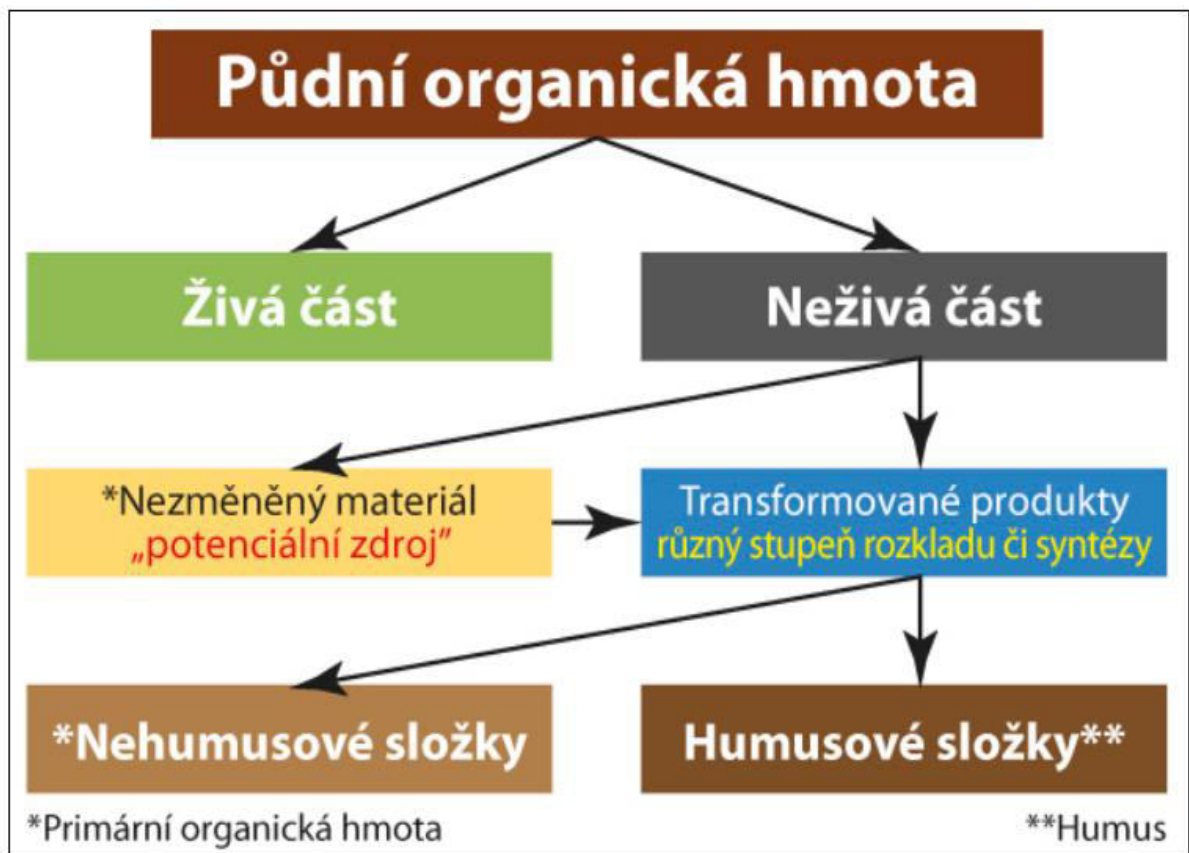 Půdní organická hmota
Živá část
Neživá část
*Nezměněný materiál
„potenciální zdroj”
Transformované produkty
různý stupeň rozkladu či syntézy
*Nehumusové složky
Humusové složky**
*Primární organická hmota
**Humus